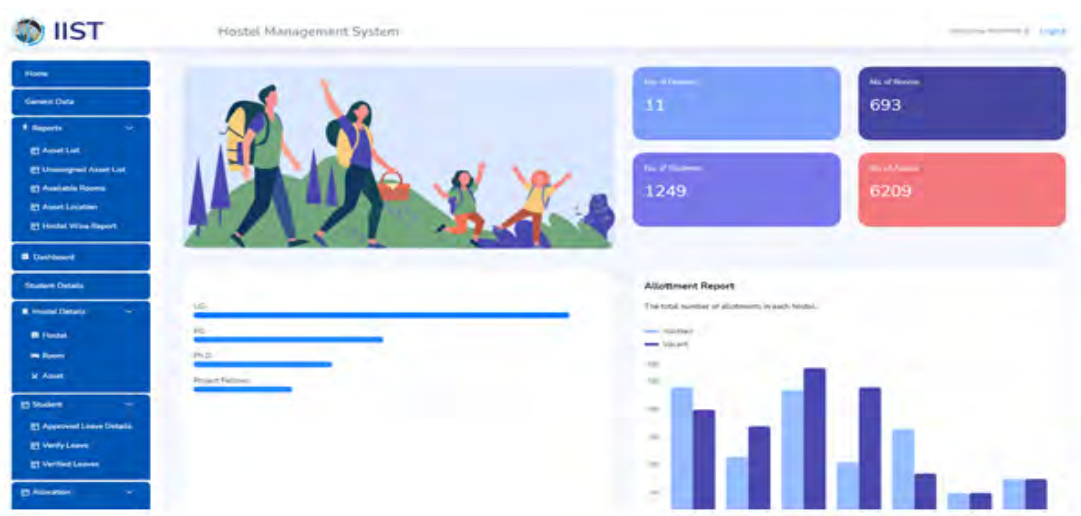 IIST
Hostel Management System
Logout
Home
General Data
Reports
Asset List
Unassigned Asset List
Available Rooms
Asset Location
Hostel Wise Report
Dashboard
Student Details
Hostel Details
Hostel
Room
Asset
Student
Approved Leave Details
Verify Leave
Verified Leaves
Allocation
No. of Hostels
11
No. of Rooms
693
No. of Students
1249
No. of Assets
6209
UG
PG
Ph.D.
Project Fellows
Allottment Report
The total number of allotments in each hostel.
Allotted
Vacant